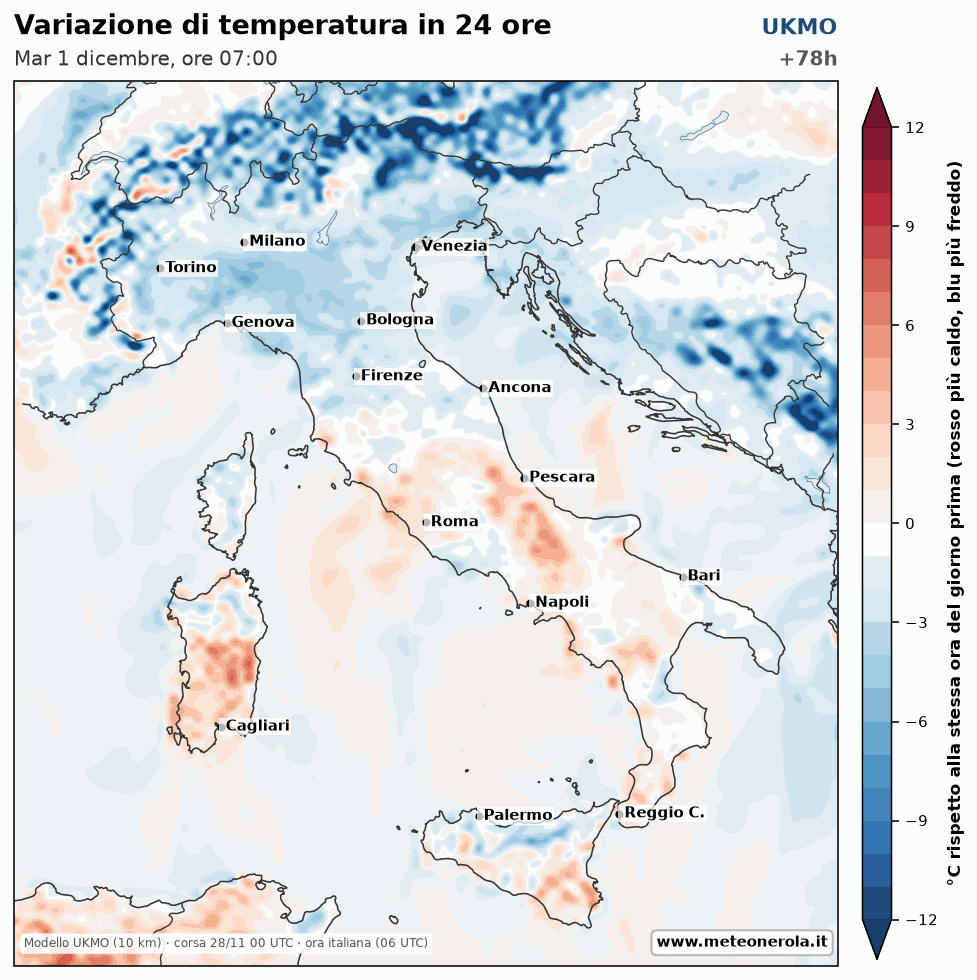 Variazione di temperatura in 24 ore
UKMO
Mar 1 dicembre, ore 07:00
+78h
Milano
Venezia
Torino
Genova
Bologna
Firenze
Ancona
Pescara
Roma
Bari
Napoli
Cagliari
Palermo
Reggio C.
12
9
6
3
0
−3
−6
−9
−12
°C rispetto alla stessa ora del giorno prima (rosso più caldo, blu più freddo)
Modello UKMO (10 km) · corsa 28/11 00 UTC · ora italiana (06 UTC)
www.meteonerola.it